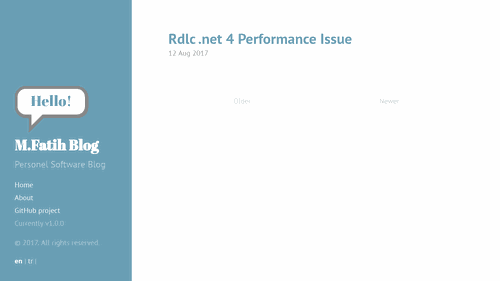 Hello!
M.Fatih Blog
Personel Software Blog
Home
About
GitHub project
Currently v1.0.0
© 2017. All rights reserved.
en | tr |
Rdlc .net 4 Performance Issue
12 Aug 2017
Older
Newer